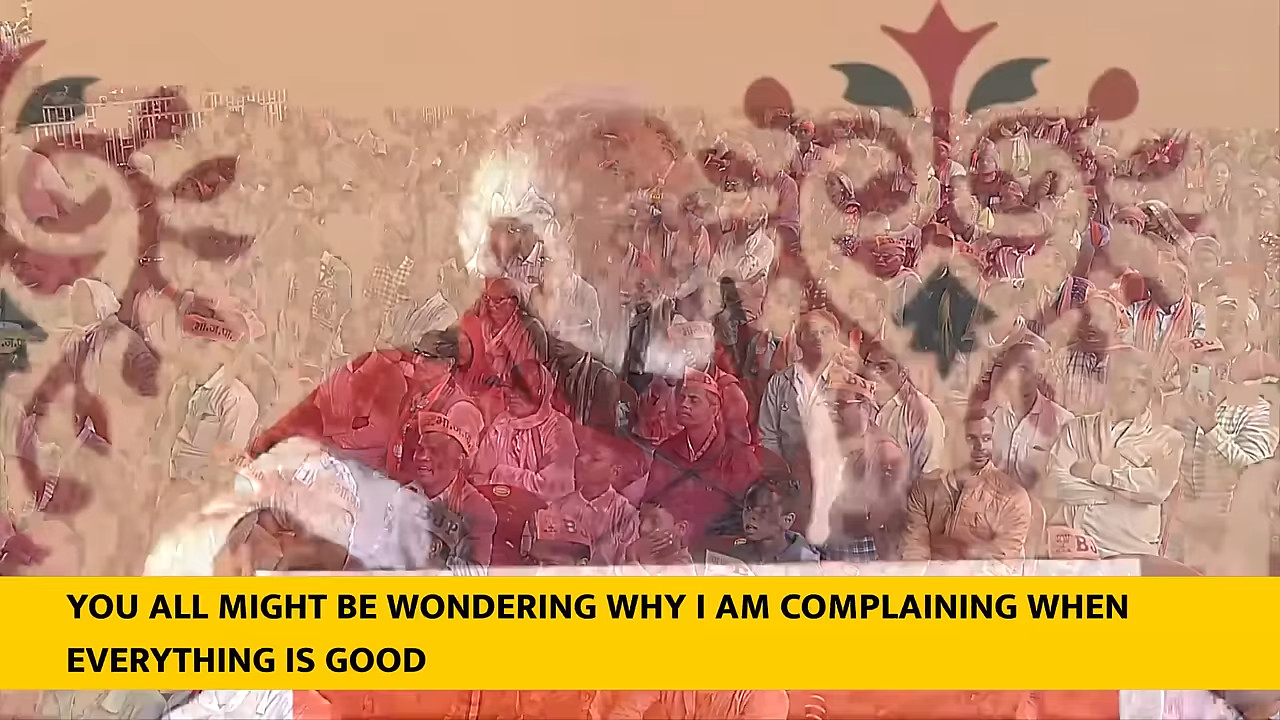 भा.ज.पा.
YOU ALL MIGHT BE WONDERING WHY I AM COMPLAINING WHEN
EVERYTHING IS GOOD